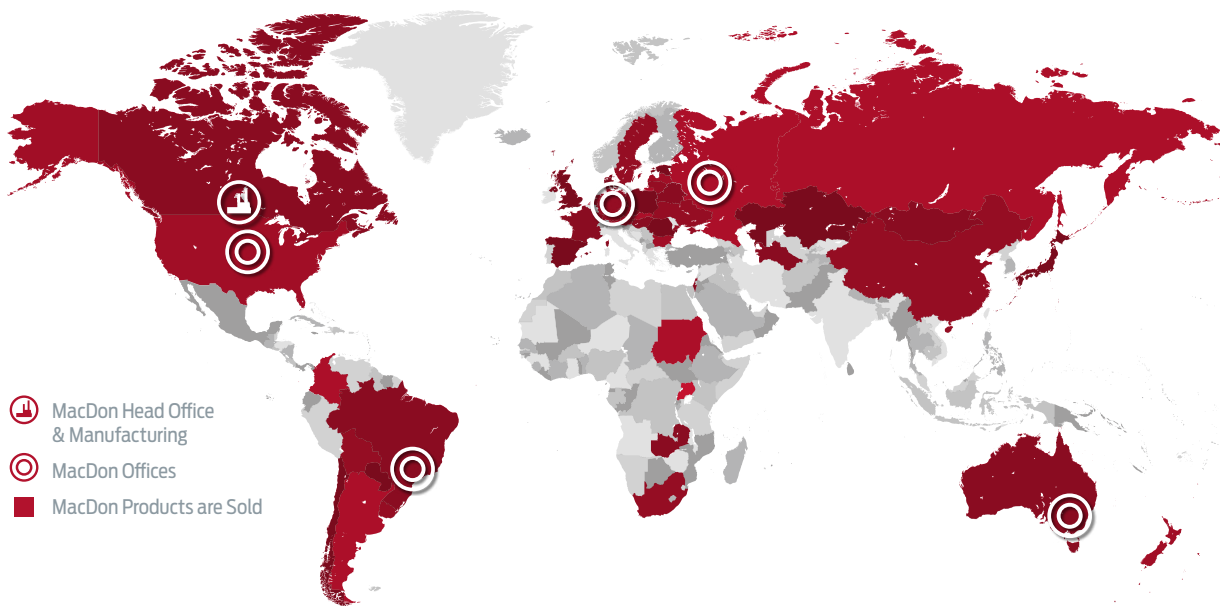 MacDon Head Office
& Manufacturing
MacDon Offices
MacDon Products are Sold